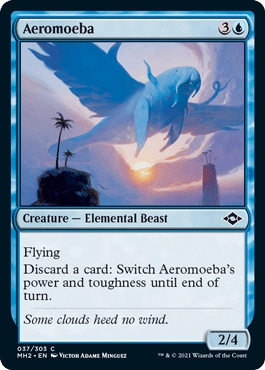 Aeromoeba 3
Creature — Elemental Beast
Flying
Discard a card: Switch Aeromoeba's
power and toughness until end of
turn.
Some clouds heed no wind.
2/4
037/303 C
MH2 • EN Victor Adame Minguez
™ & © 2021 Wizards of the Coast